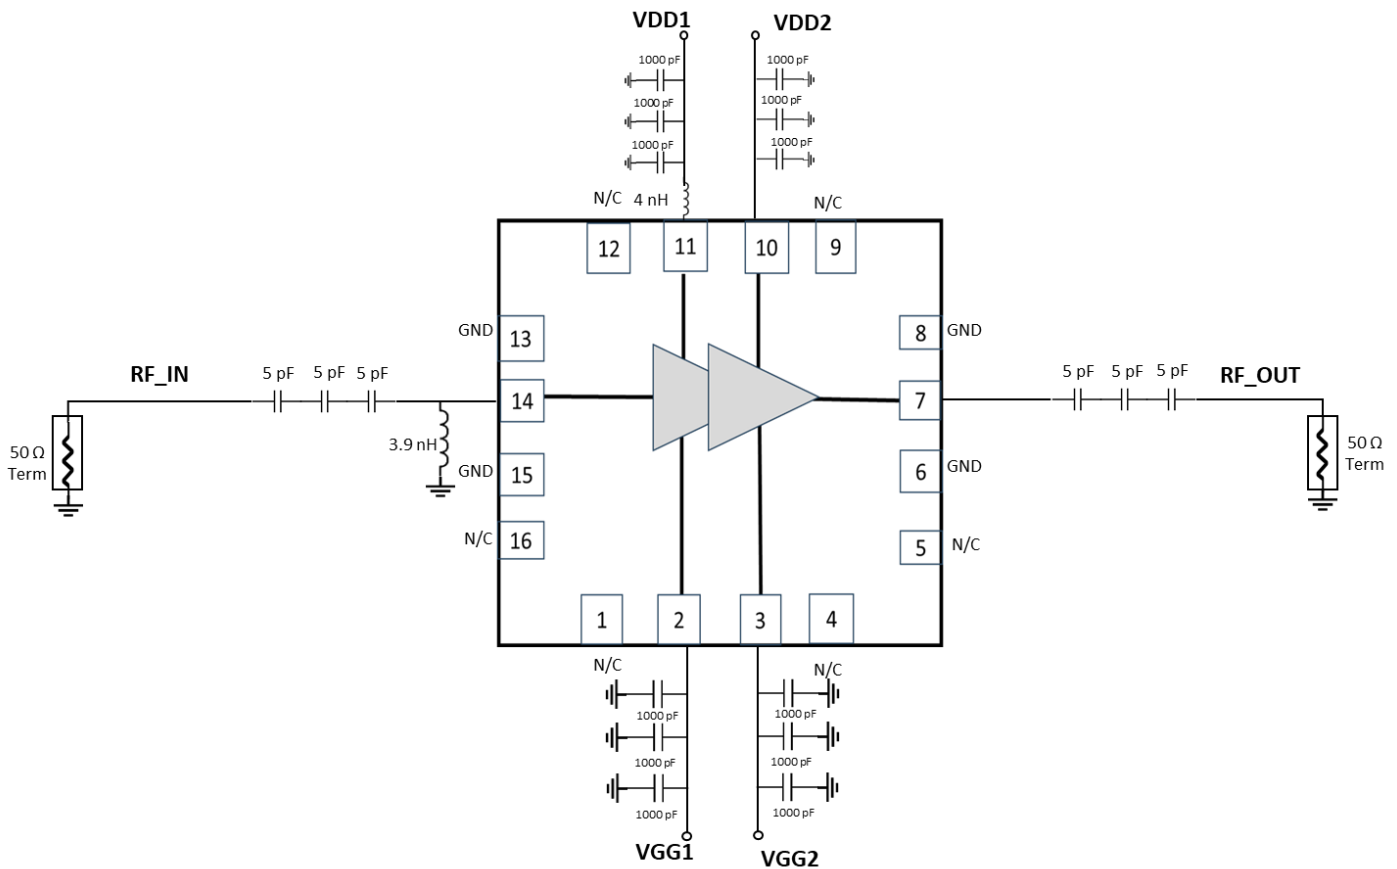 VDD1
VDD2
1000 pF
1000 pF
1000 pF
1000 pF
1000 pF
1000 pF
N/C
4 nH
N/C
12
11
10
9
GND
13
8
GND
RF_IN
5 pF
5 pF
5 pF
14
7
5 pF
5 pF
5 pF
RF_OUT
50 Ω
Term
3.9 nH
GND
15
6
GND
50 Ω
Term
N/C
16
5
N/C
1
2
3
4
N/C
N/C
1000 pF
1000 pF
1000 pF
1000 pF
1000 pF
1000 pF
VGG1
VGG2